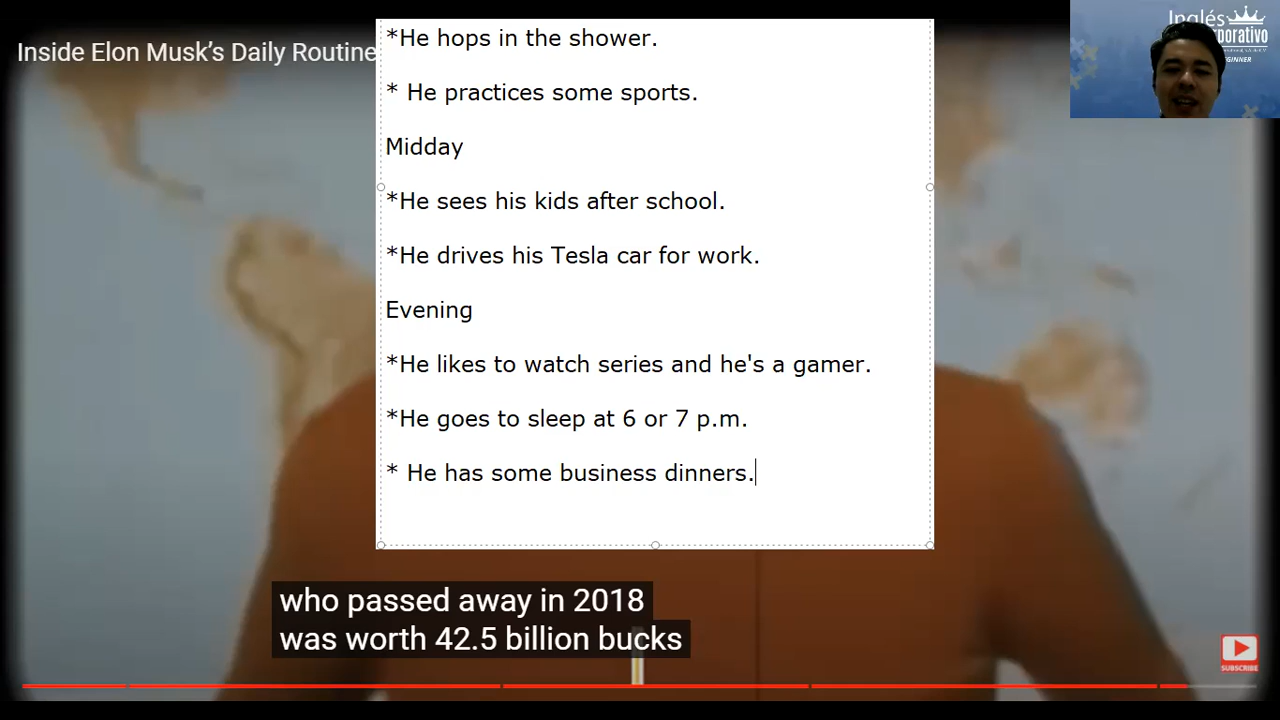 Inside Elon Musk’s Daily Routine
*He hops in the shower.
* He practices some sports.
Midday
*He sees his kids after school.
*He drives his Tesla car for work.
Evening
*He likes to watch series and he's a gamer.
*He goes to sleep at 6 or 7 p.m.
* He has some business dinners.
who passed away in 2018
was worth 42.5 billion bucks
Inglés
SUBSCRIBE